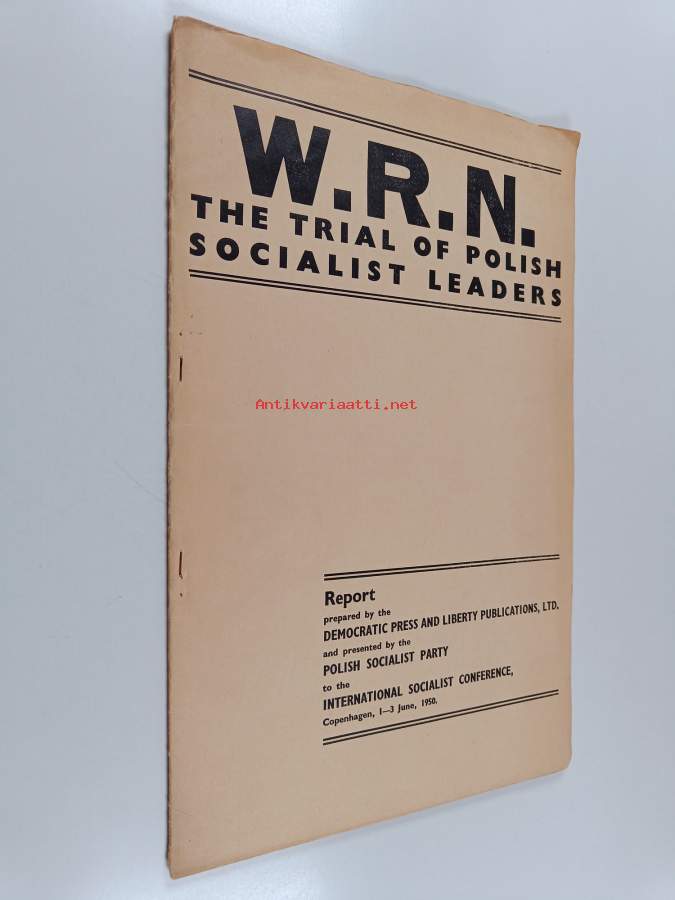 W.R.N.
THE TRIAL OF POLISH
SOCIALIST LEADERS
Antikvariaatti.net
Report
prepared by the
DEMOCRATIC PRESS AND LIBERTY PUBLICATIONS, LTD.
and presented by the
POLISH SOCIALIST PARTY
to the
INTERNATIONAL SOCIALIST CONFERENCE,
Copenhagen, 1—3 June, 1950.